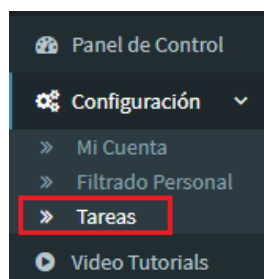 Panel de Control
Configuración
Mi Cuenta
Filtrado Personal
Tareas
Video Tutorials